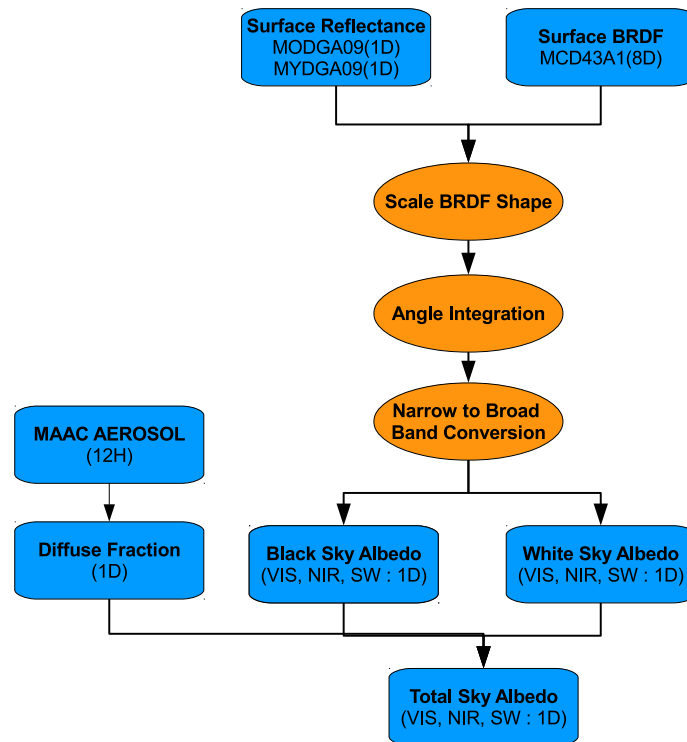 Surface Reflectance
MODGA09(1D)
MYDGA09(1D)
Surface BRDF
MCD43A1(8D)
Scale BRDF Shape
Angle Integration
Narrow to Broad
Band Conversion
MAAC AEROSOL
(12H)
Diffuse Fraction
(1D)
Black Sky Albedo
(VIS, NIR, SW : 1D)
White Sky Albedo
(VIS, NIR, SW : 1D)
Total Sky Albedo
(VIS, NIR, SW : 1D)